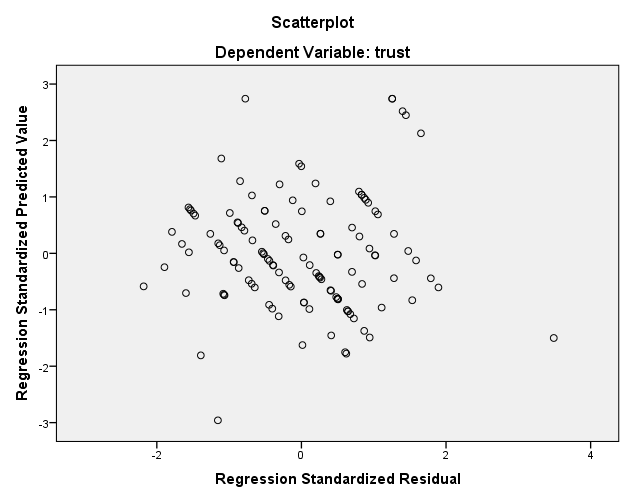 Scatterplot
Dependent Variable: trust
Regression Standardized Predicted Value
3
2
1
0
-1
-2
-3
-2
0
2
4
Regression Standardized Residual